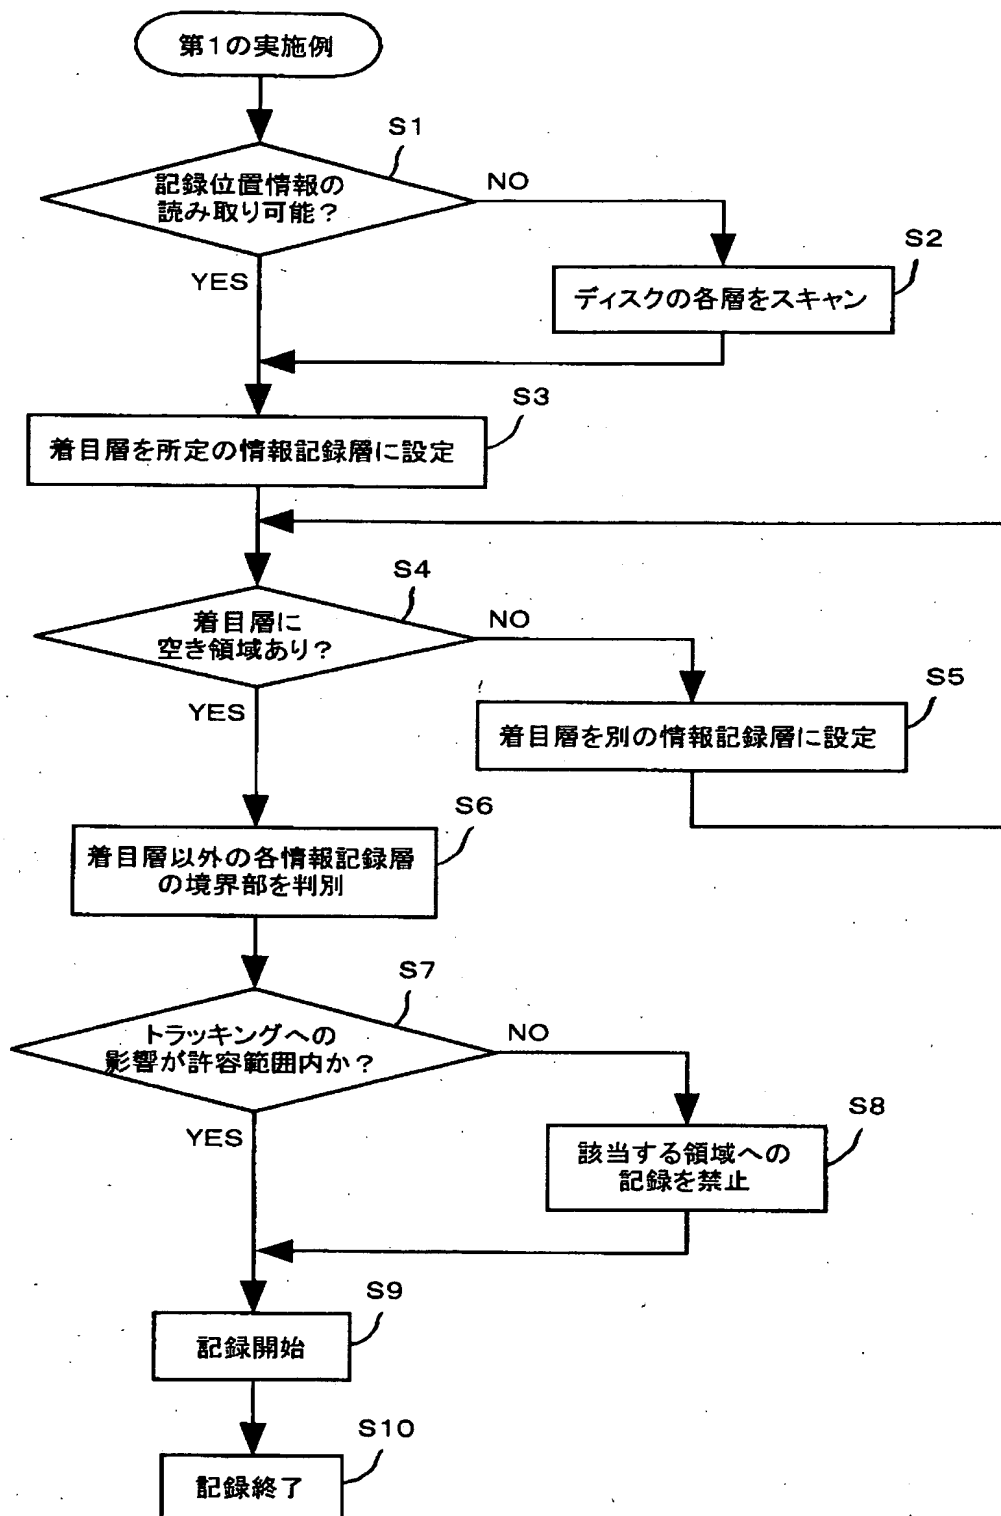 第1の実施例
S1
記録位置情報の
読み取り可能？
NO
YES
S2
ディスクの各層をスキャン
S3
着目層を所定の情報記録層に設定
S4
着目層に
空き領域あり？
NO
YES
S5
着目層を別の情報記録層に設定
S6
着目層以外の各情報記録層
の境界部を判別
S7
トラッキングへの
影響が許容範囲内か？
NO
YES
S8
該当する領域への
記録を禁止
S9
記録開始
S10
記録終了